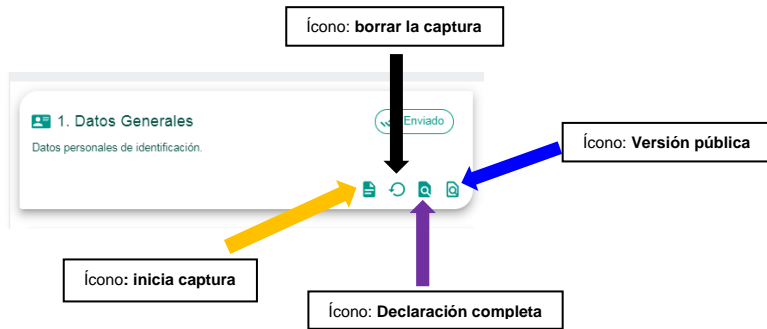 Ícono: borrar la captura
1. Datos Generales
Enviado
Datos personales de identificación.
Ícono: Versión pública
Ícono: inicia captura
Ícono: Declaración completa